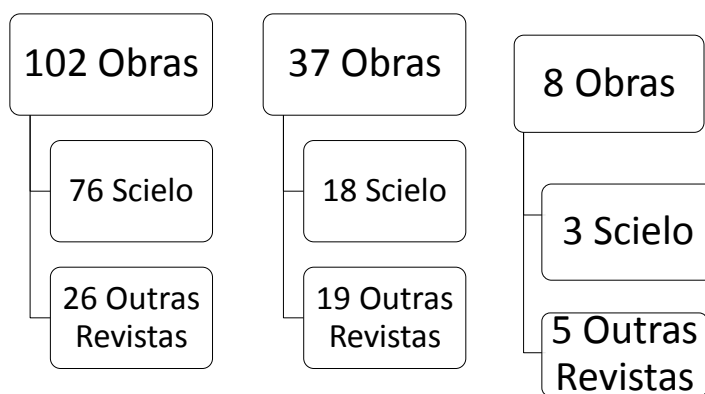 102 Obras
76 Scielo
26 Outras
Revistas
37 Obras
18 Scielo
19 Outras
Revistas
8 Obras
3 Scielo
5 Outras
Revistas